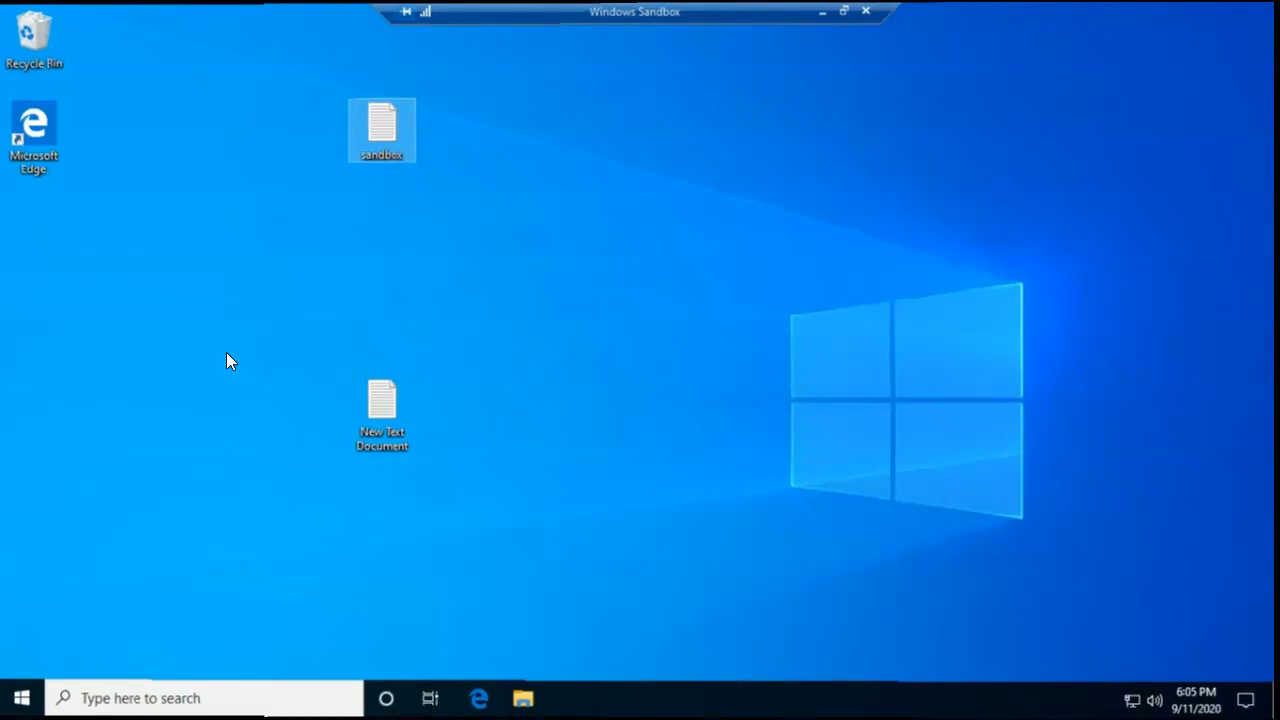 Windows Sandbox
Recycle Bin
Microsoft
Edge
sandbox
New Text
Document
Type here to search
6:05 PM
9/11/2020